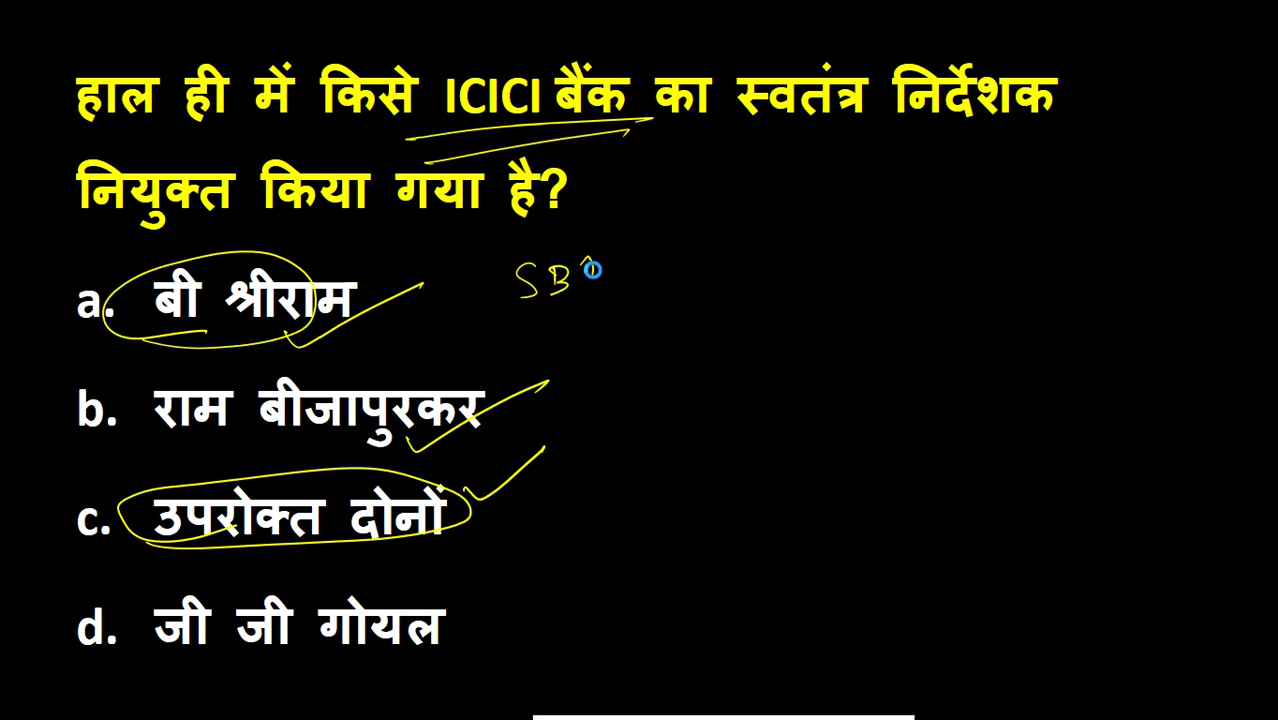 हाल ही में किसे ICICI बैंक का स्वतंत्र निर्देशक
नियुक्त किया गया है?
a. बी श्रीराम
SBI
b. राम बीजापुरकर
c. उपरोक्त दोनों
d. जी जी गोयल